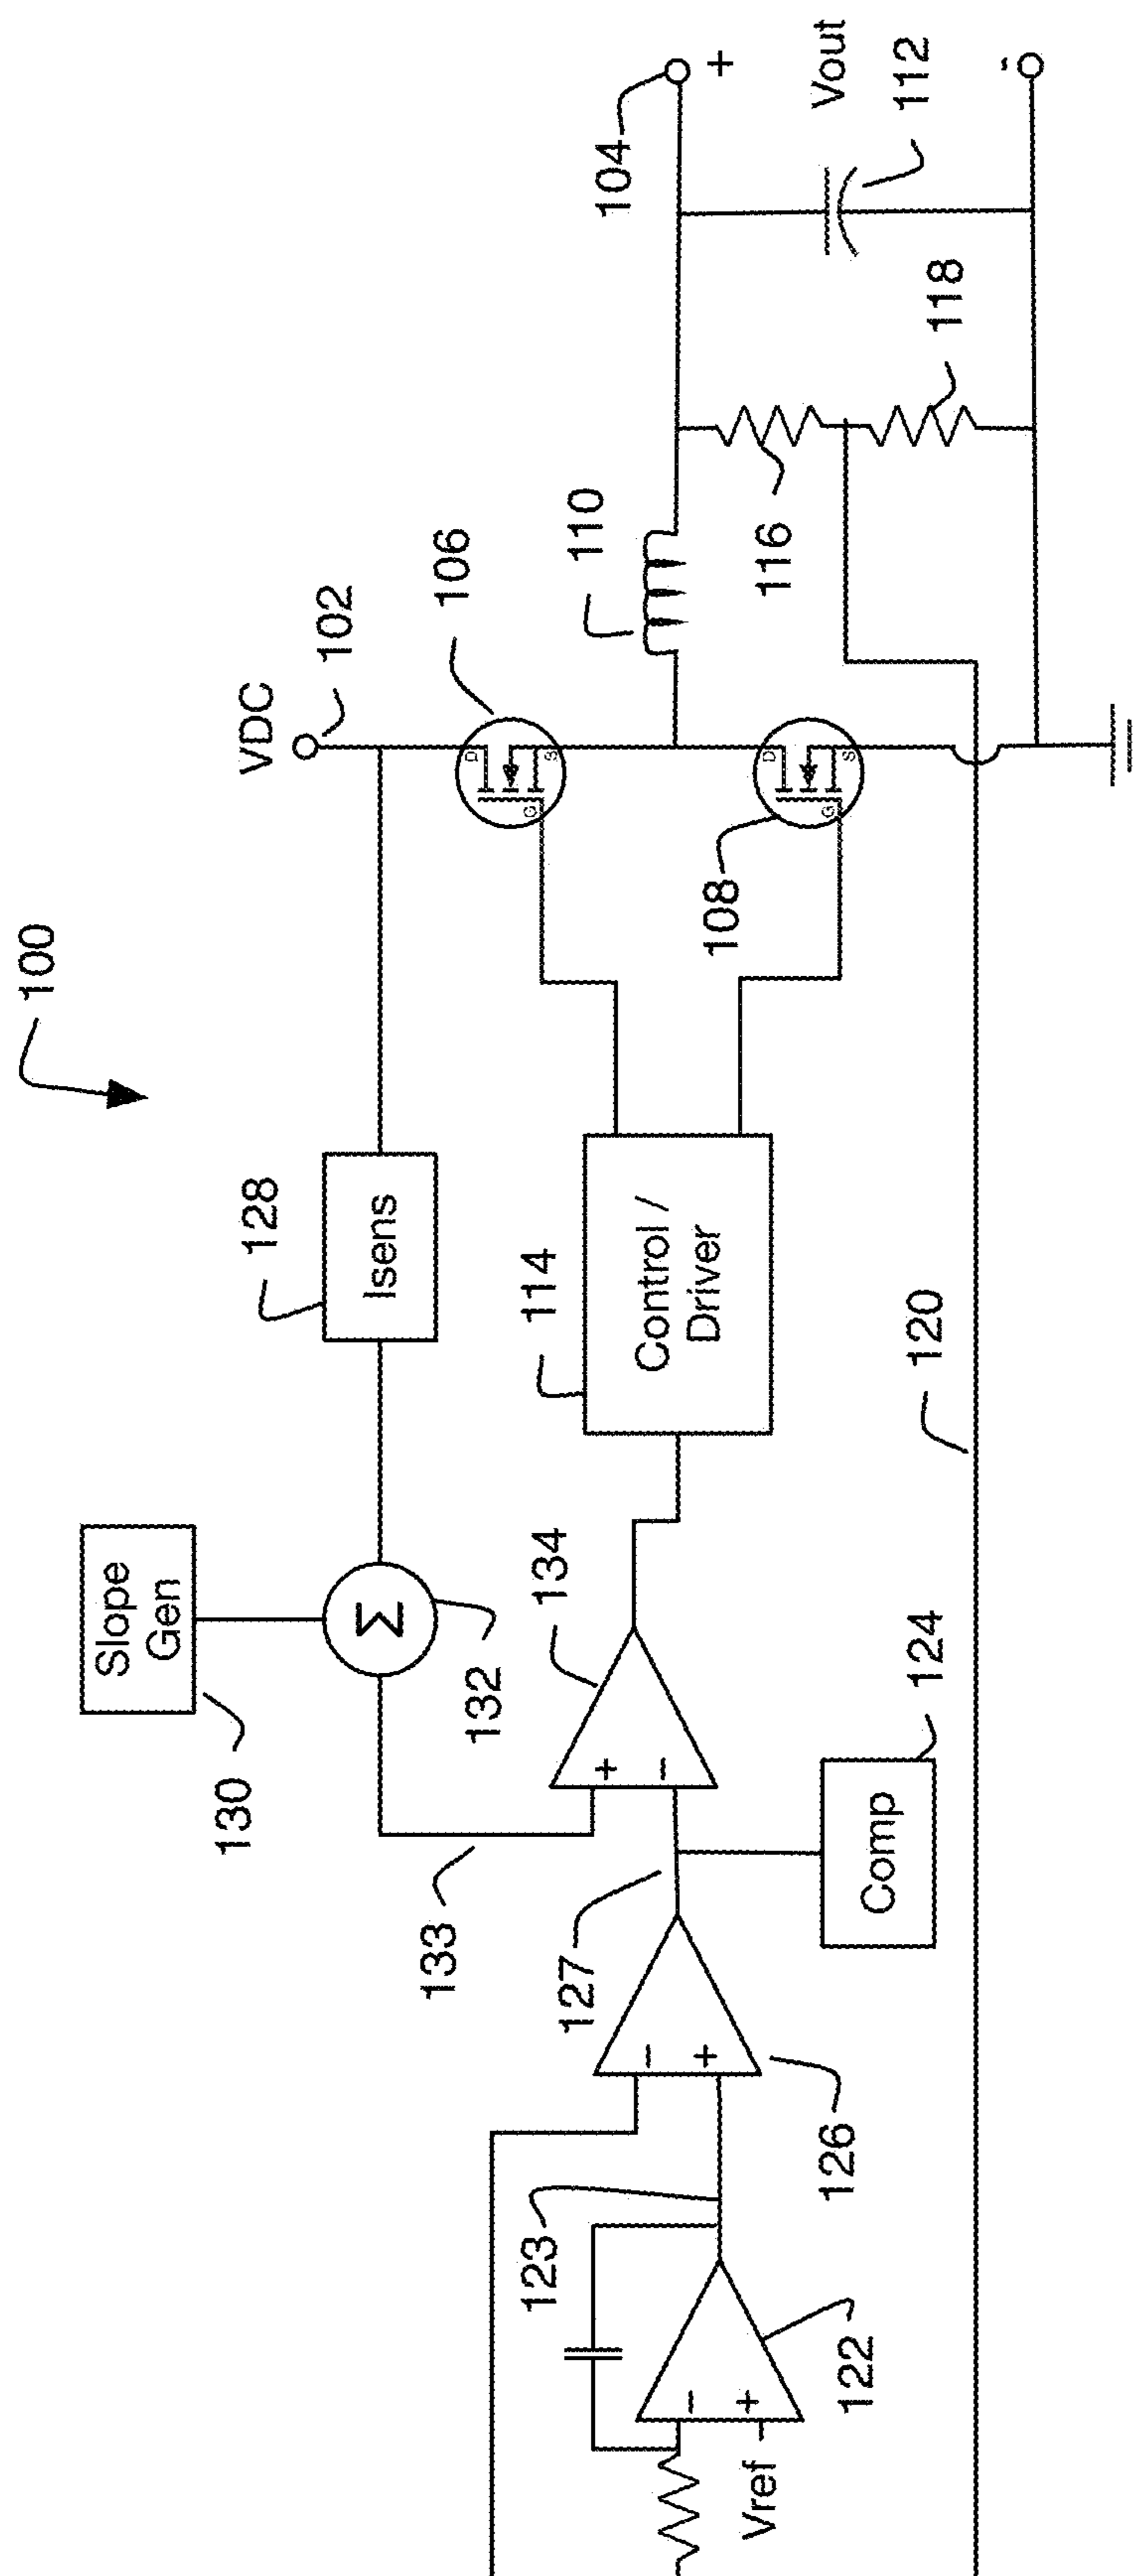 100
VDC
102
106
110
104
+
-
Vout
112
118
116
108
D
G
S
D
G
S
128
Isens
114
Control /
Driver
120
Slope
Gen
130
Σ
132
134
+
−
133
127
124
Comp
−
+
126
123
−
+
122
Vref